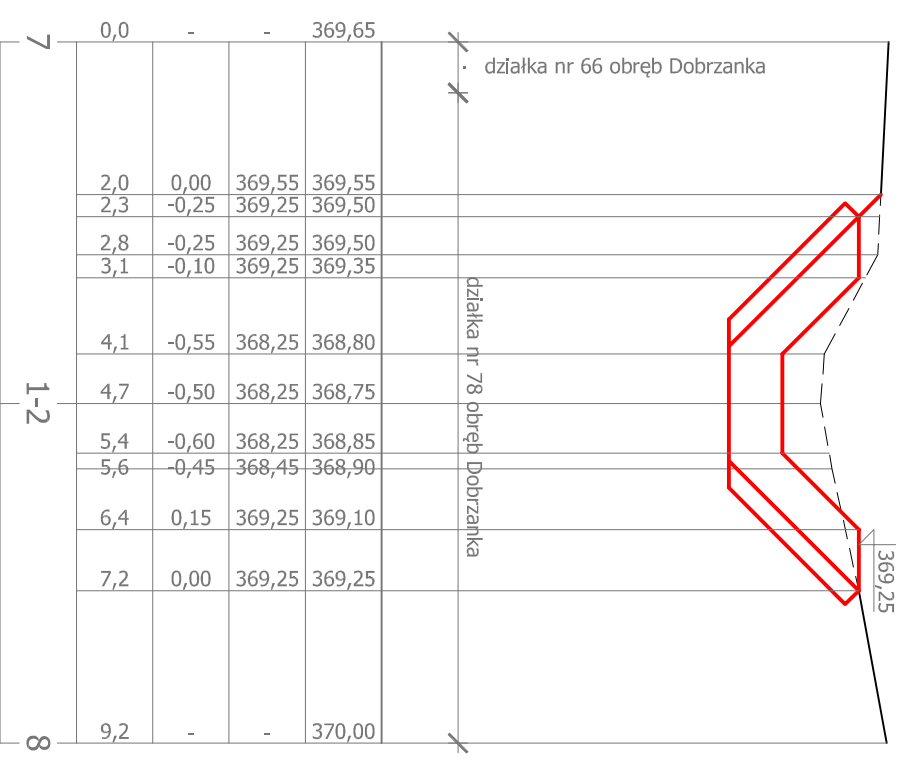 7
0,0 - - 369,65
działka nr 66 obręb Dobrzanka
2,0 0,00 369,55 369,55
2,3 -0,25 369,25 369,50
2,8 -0,25 369,25 369,50
3,1 -0,10 369,25 369,35
4,1 -0,55 368,25 368,80
1-2
4,7 -0,50 368,25 368,75
5,4 -0,60 368,25 368,85
5,6 -0,45 368,45 368,90
6,4 0,15 369,25 369,10
7,2 0,00 369,25 369,25
działka nr 78 obręb Dobrzanka
369,25
8
9,2 - - 370,00